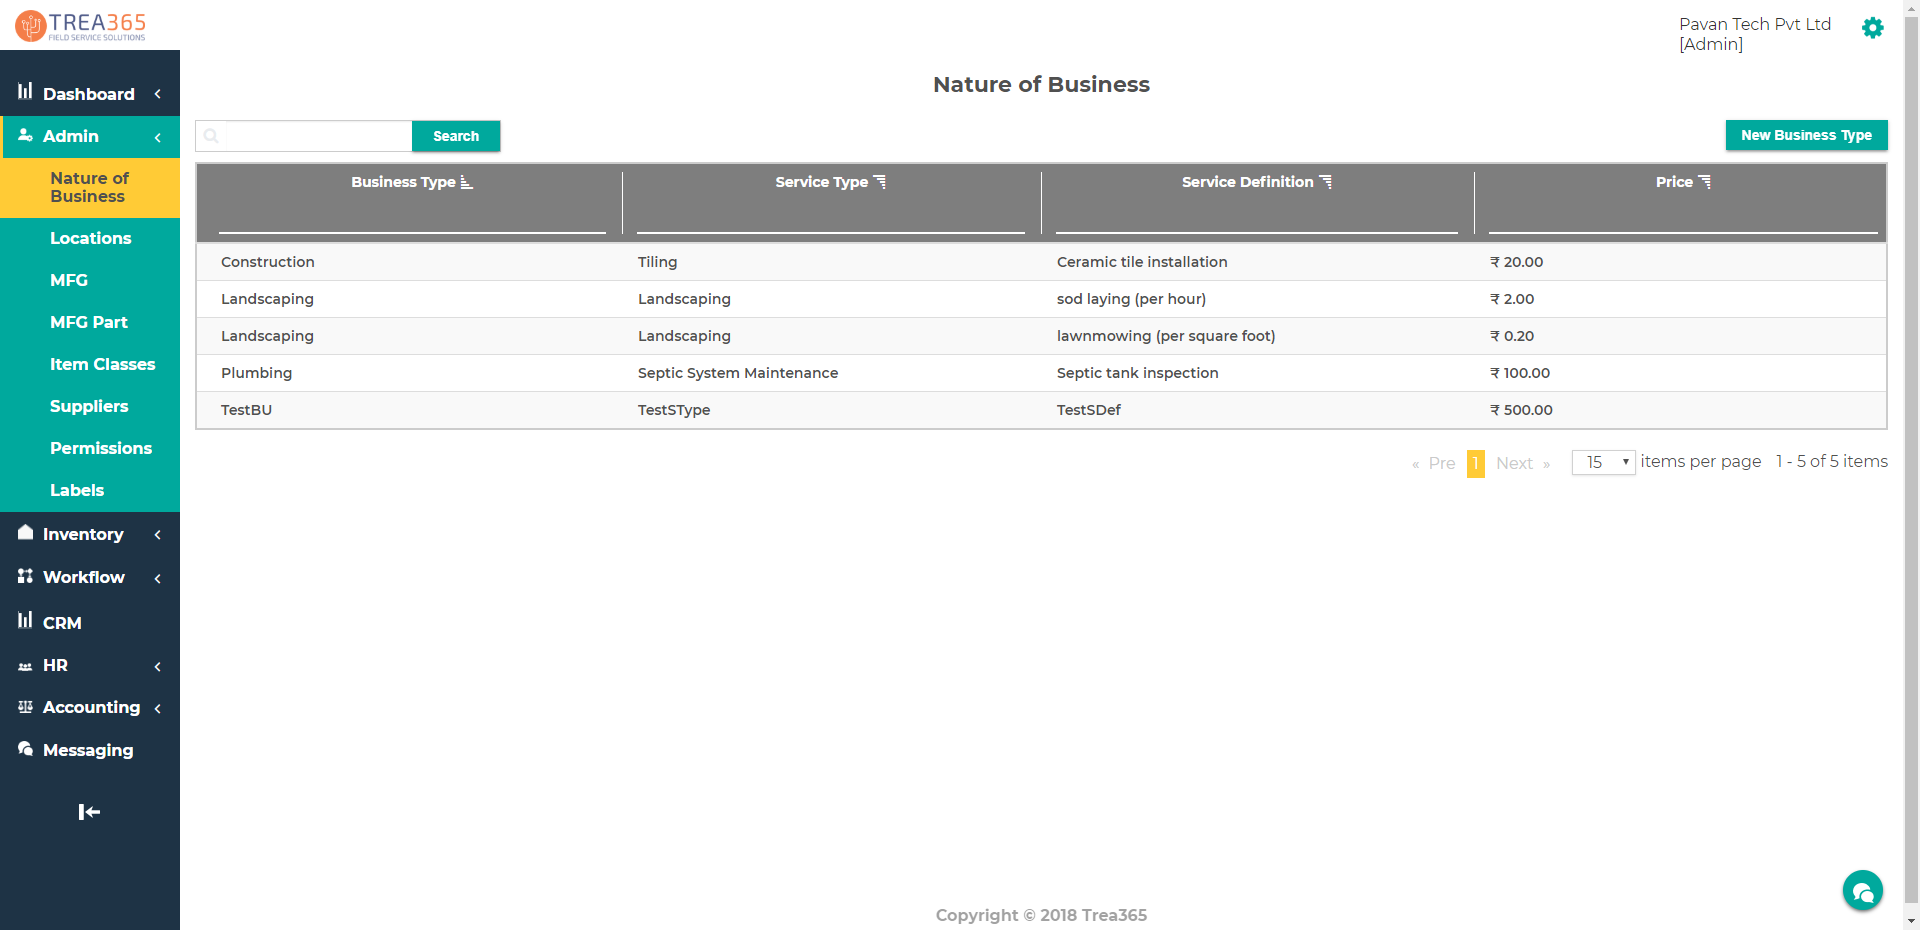 TREA365
FIELD SERVICE SOLUTIONS
Pavan Tech Pvt Ltd
[Admin]
Dashboard
Admin
Nature of
Business
Locations
MFG
MFG Part
Item Classes
Suppliers
Permissions
Labels
Inventory
Workflow
CRM
HR
Accounting
Messaging
Nature of Business
Search
New Business Type
Business Type Service Type Service Definition Price
Construction Tiling Ceramic tile installation ₹ 20.00
Landscaping Landscaping sod laying (per hour) ₹ 2.00
Landscaping Landscaping lawnmowing (per square foot) ₹ 0.20
Plumbing Septic System Maintenance Septic tank inspection ₹ 100.00
TestBU TestSType TestSDef ₹ 500.00
« Pre 1 Next » 15 items per page 1 - 5 of 5 items
Copyright © 2018 Trea365